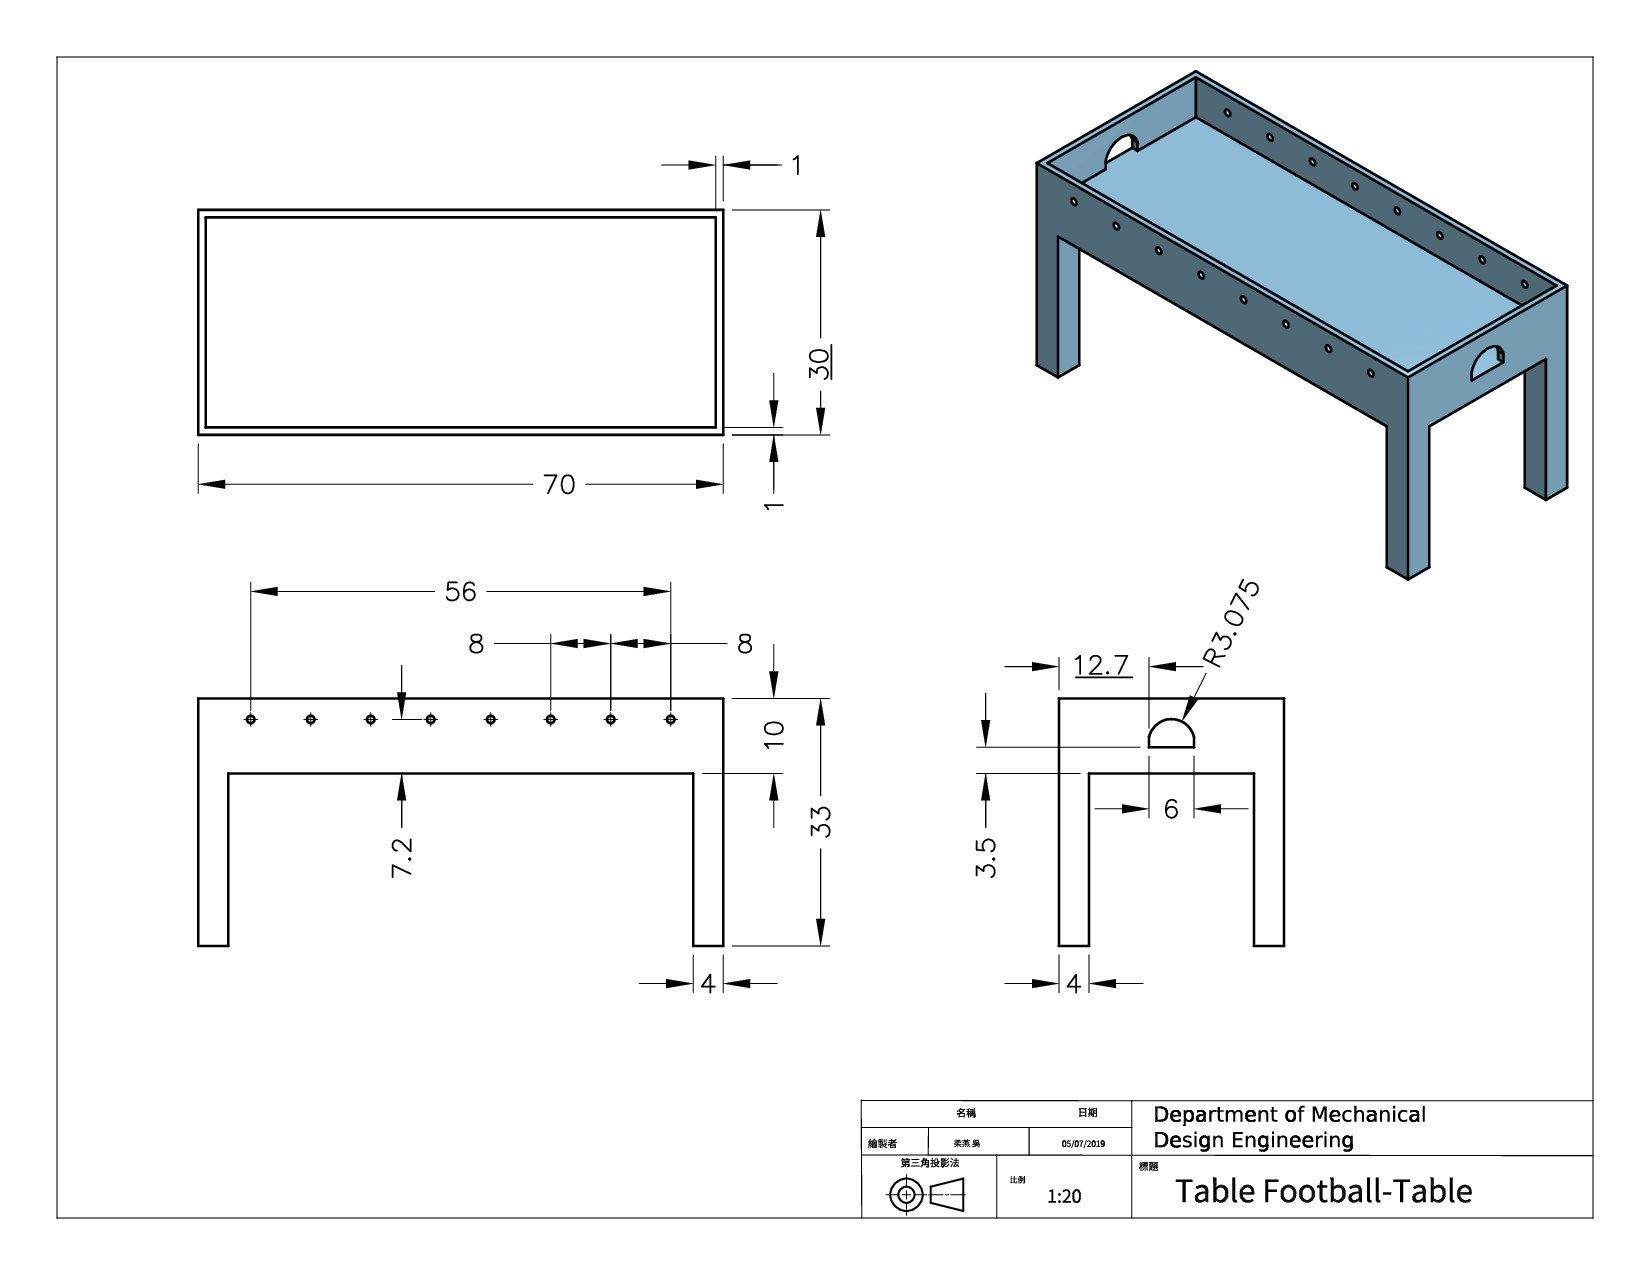 1
30
1
70
56
8
8
10
33
7.2
4
12.7
R3.075
3.5
6
4
名稱
日期
繪製者
柔燕 吳
05/07/2019
第三角投影法
比例
1:20
Department of Mechanical
Design Engineering
標題
Table Football-Table